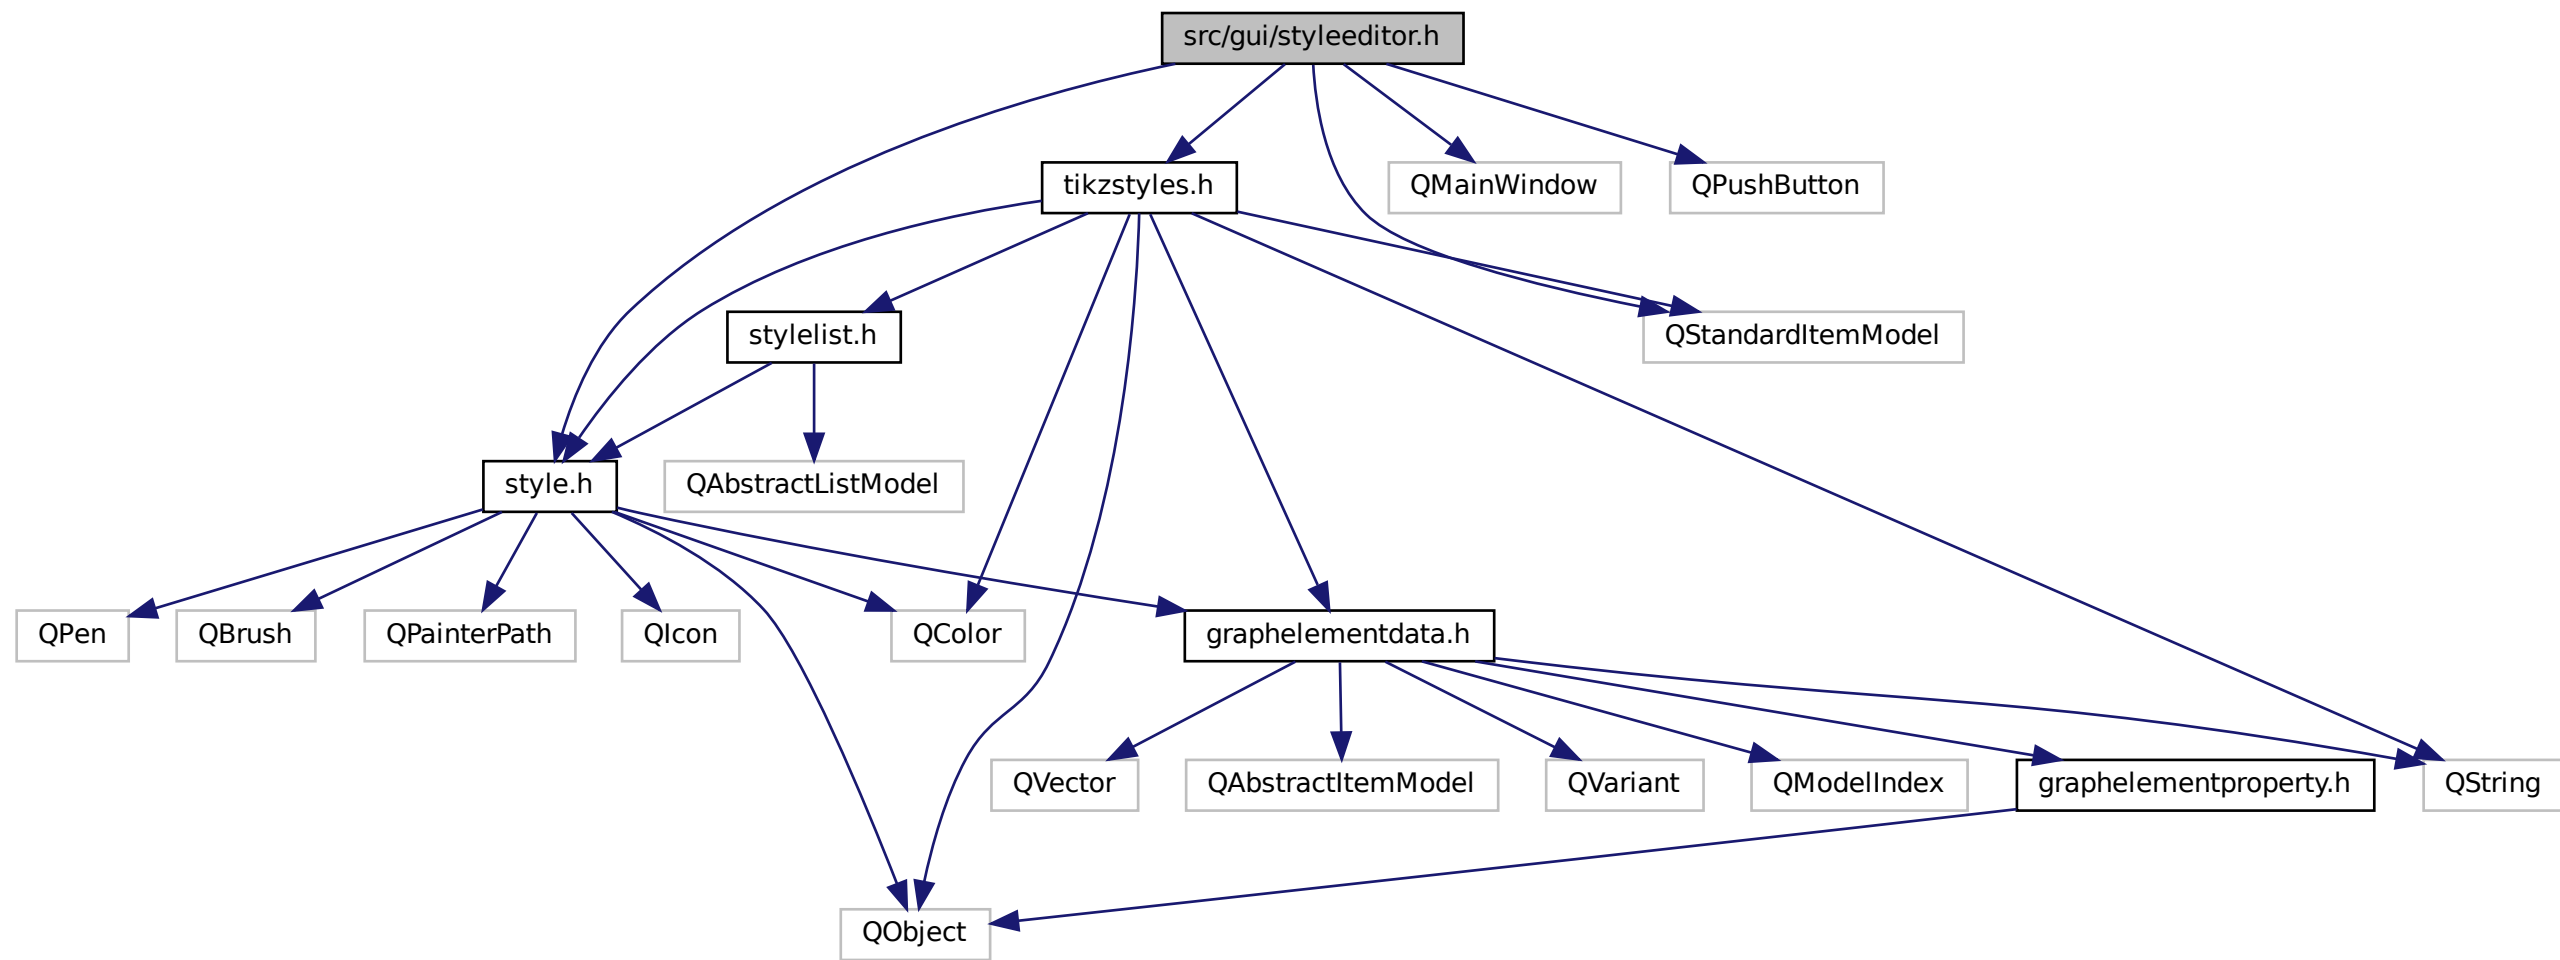 src/gui/styleeditor.h
tikzstyles.h
QMainWindow
QPushButton
stylelist.h
QStandardItemModel
style.h
QAbstractListModel
QPen
QBrush
QPainterPath
QIcon
QColor
graphelementdata.h
QVector
QAbstractItemModel
QVariant
QModelIndex
graphelementproperty.h
QString
QObject